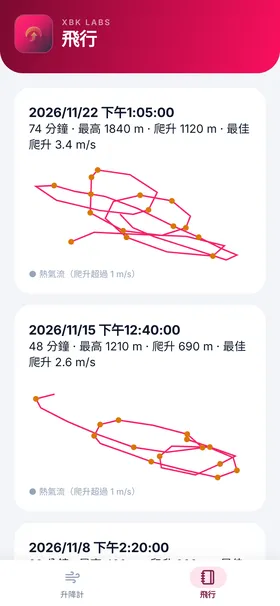 XBK LABS
飛行
2026/11/22 下午1:05:00
74 分鐘 · 最高 1840 m · 爬升 1120 m · 最佳
爬升 3.4 m/s
熱氣流（爬升超過 1 m/s）
2026/11/15 下午12:40:00
48 分鐘 · 最高 1210 m · 爬升 690 m · 最佳
爬升 2.6 m/s
熱氣流（爬升超過 1 m/s）
2026/11/8 下午2:20:00
升降計
飛行